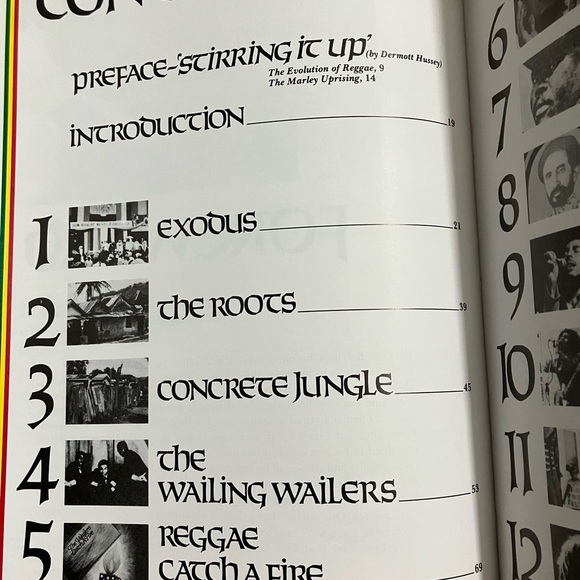 PREFACE-'STIRRING IT UP' (by Dermott Hussey)
The Evolution of Reggae, 9
The Marley Uprising, 14
INTRODUCTION 19
1 EXODUS 21
2 THE ROOTS 39
3 CONCRETE JUNGLE 45
4 THE
WAILING WAILERS 53
5 REGGAE
CATCH A FIRE 69
6
7
8
9
10
11
12